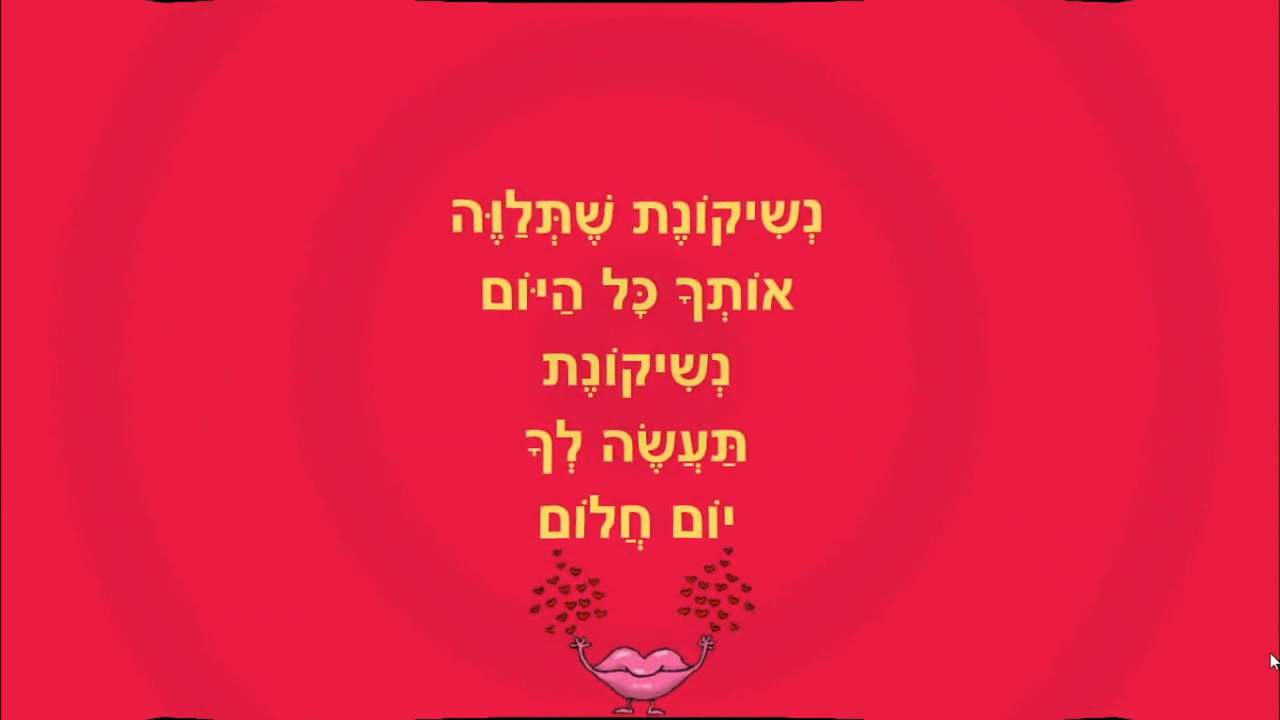 נְשִׁיקוֹנֶת שֶׁתְּלַוֶּה
אוֹתְךָ כָּל הַיּוֹם
נְשִׁיקוֹנֶת
תַּעֲשֶׂה לְךָ
יוֹם חֲלוֹם